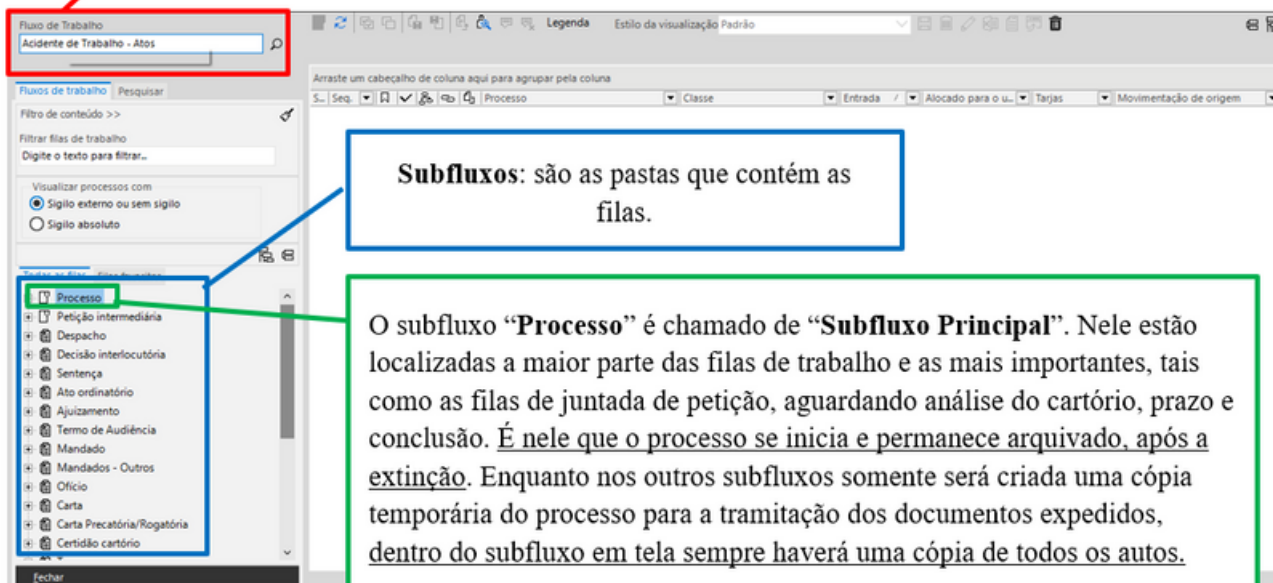 Fluxo de Trabalho
Acidente de Trabalho - Atos
Legenda Estilo da visualização Padrão
Arraste um cabeçalho de coluna aqui para agrupar pela coluna
S.. Seq. Processo Classe Entrada / Alocado para o u... Tarjas Movimentação de origem
Fluxos de trabalho Pesquisar
Filtro de conteúdo >>
Filtrar filas de trabalho
Digite o texto para filtrar...
Visualizar processos com
Sigilo externo ou sem sigilo
Sigilo absoluto
Todas as filas Filas favoritas
Processo
Petição intermediária
Despacho
Decisão interlocutória
Sentença
Ato ordinatório
Ajuizamento
Termo de Audiência
Mandado
Mandados - Outros
Ofício
Carta
Carta Precatória/Rogatória
Certidão cartório
Fechar
Subfluxos: são as pastas que contém as
filas.
O subfluxo “Processo” é chamado de “Subfluxo Principal”. Nele estão
localizadas a maior parte das filas de trabalho e as mais importantes, tais
como as filas de juntada de petição, aguardando análise do cartório, prazo e
conclusão. É nele que o processo se inicia e permanece arquivado, após a
extinção. Enquanto nos outros subfluxos somente será criada uma cópia
temporária do processo para a tramitação dos documentos expedidos,
dentro do subfluxo em tela sempre haverá uma cópia de todos os autos.